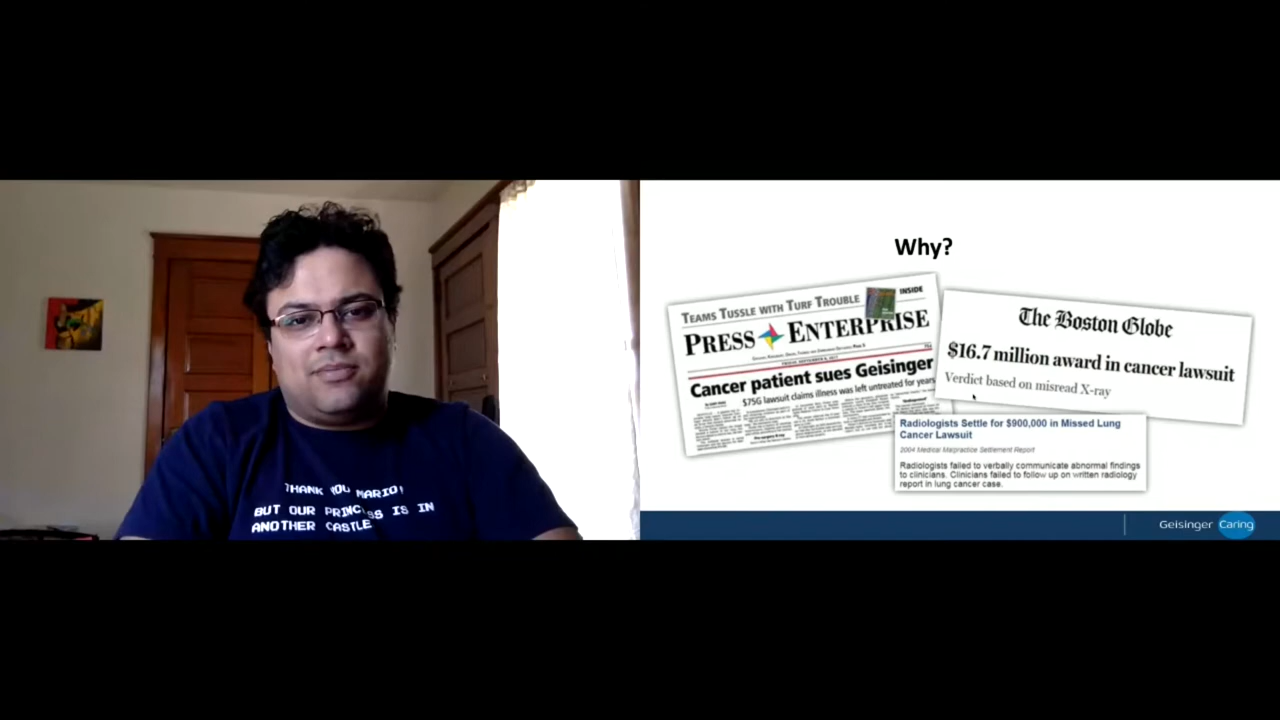 THANK YOU MARIO!
BUT OUR PRINCESS IS IN
ANOTHER CASTLE
Why?
TEAMS TUSSLE WITH TURF TROUBLE
INSIDE
PRESS ENTERPRISE
Cancer patient sues Geisinger
$75G lawsuit claims illness was left untreated for years
The Boston Globe
$16.7 million award in cancer lawsuit
Verdict based on misread X-ray
Radiologists Settle for $900,000 in Missed Lung
Cancer Lawsuit
2004 Medical Malpractice Settlement Report
Radiologists failed to verbally communicate abnormal findings
to clinicians. Clinicians failed to follow up on written radiology
report in lung cancer case.
Geisinger Caring